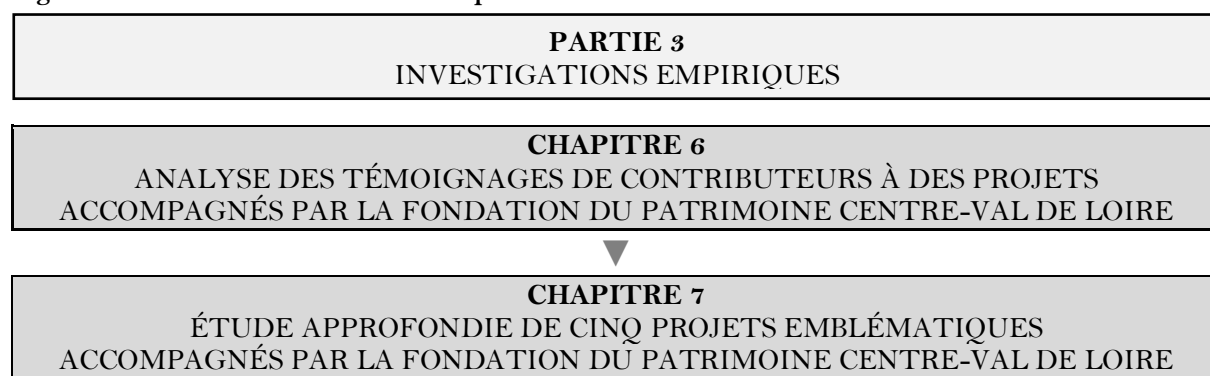 PARTIE 3
INVESTIGATIONS EMPIRIQUES
CHAPITRE 6
ANALYSE DES TÉMOIGNAGES DE CONTRIBUTEURS À DES PROJETS
ACCOMPAGNÉS PAR LA FONDATION DU PATRIMOINE CENTRE-VAL DE LOIRE
CHAPITRE 7
ÉTUDE APPROFONDIE DE CINQ PROJETS EMBLÉMATIQUES
ACCOMPAGNÉS PAR LA FONDATION DU PATRIMOINE CENTRE-VAL DE LOIRE